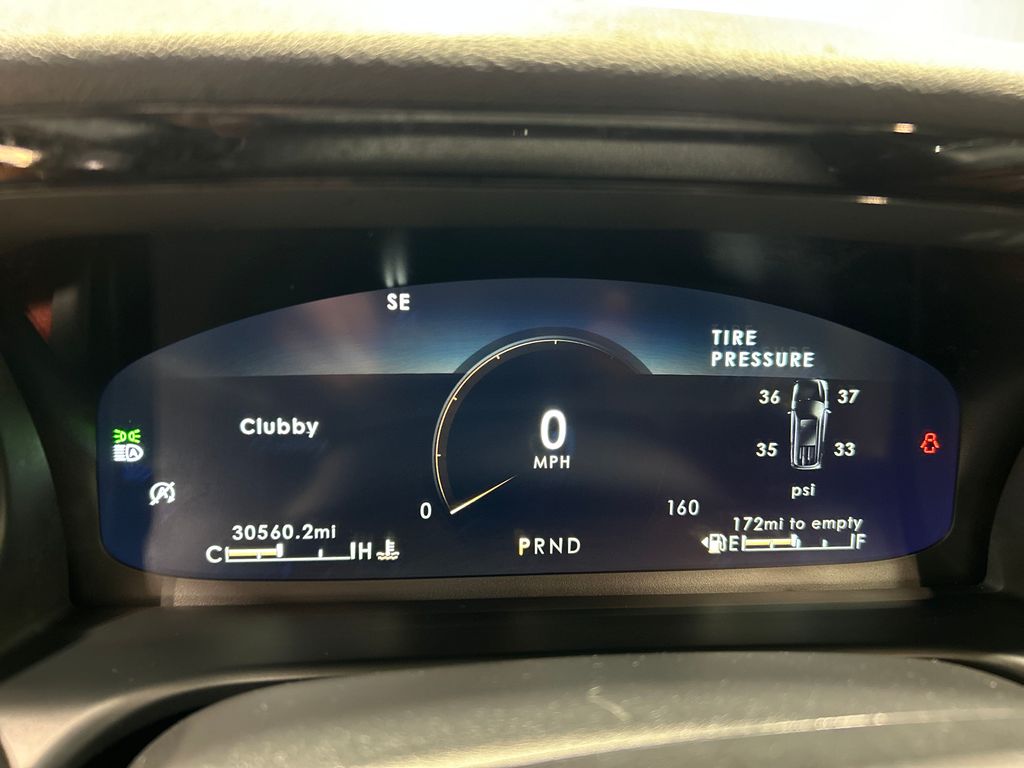 SE
TIRE
PRESSURE
36 37
Clubby
0
MPH
35 33
psi
0 160
30560.2mi
172mi to empty
C H
PRND
E F